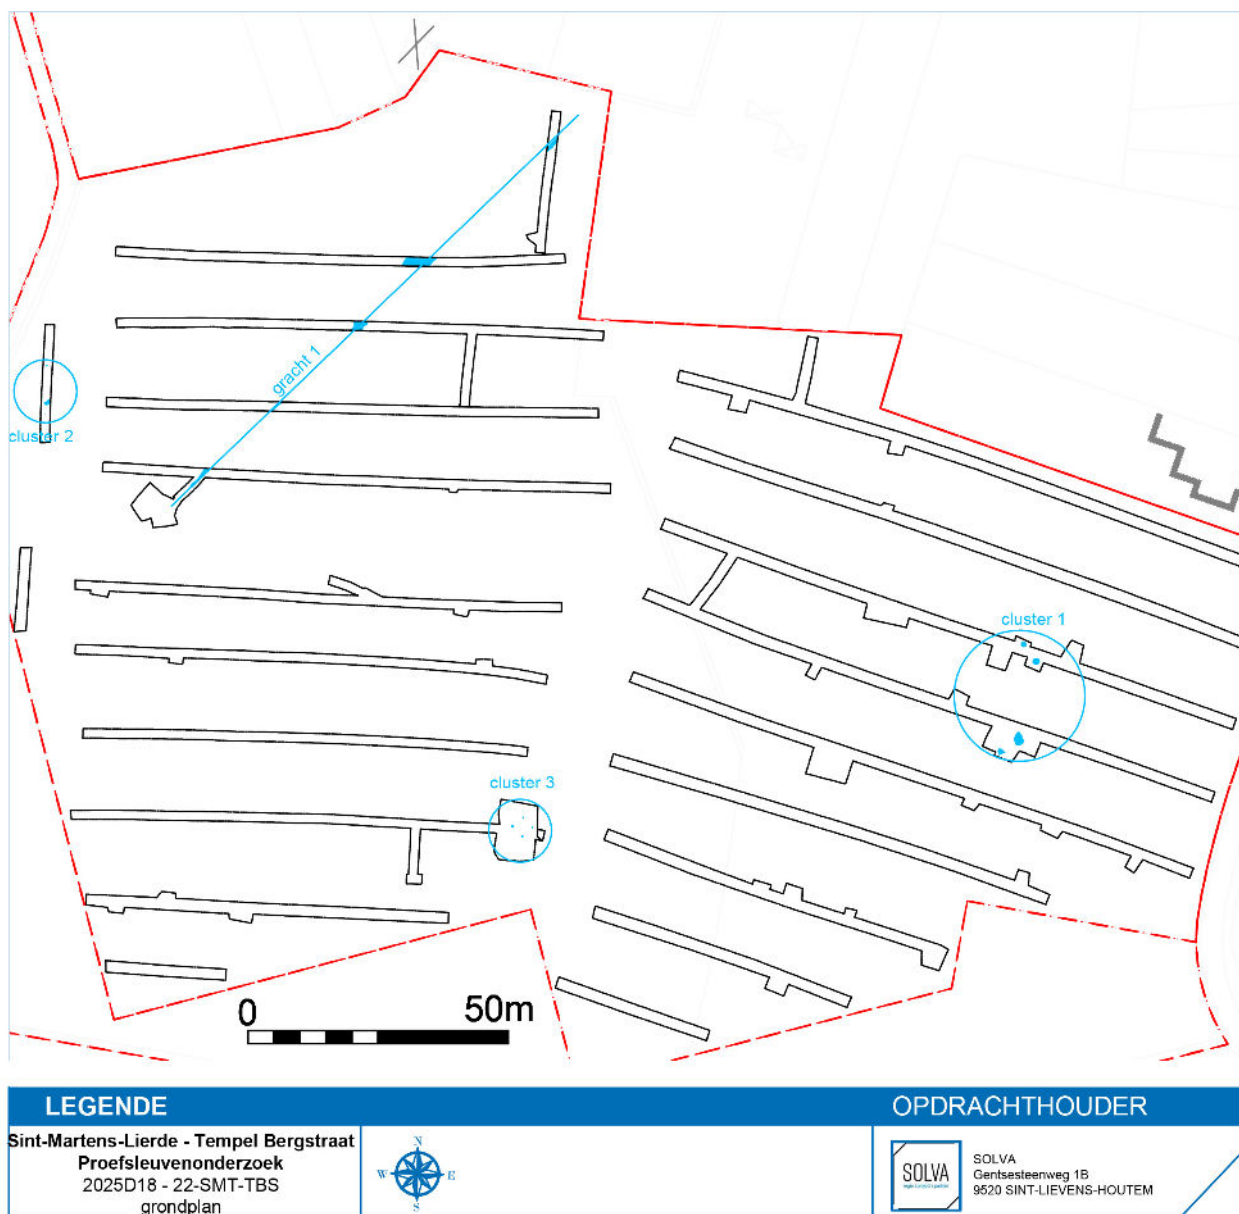 gracht 1
cluster 2
cluster 1
cluster 3
0 50m
LEGENDE
OPDRACHTHOUDER
Sint-Martens-Lierde - Tempel Bergstraat
Proefsleuvenonderzoek
2025D18 - 22-SMT-TBS
grondplan
N
W E
S
SOLVA
SOLVA
Gentsesteenweg 1B
9520 SINT-LIEVENS-HOUTEM